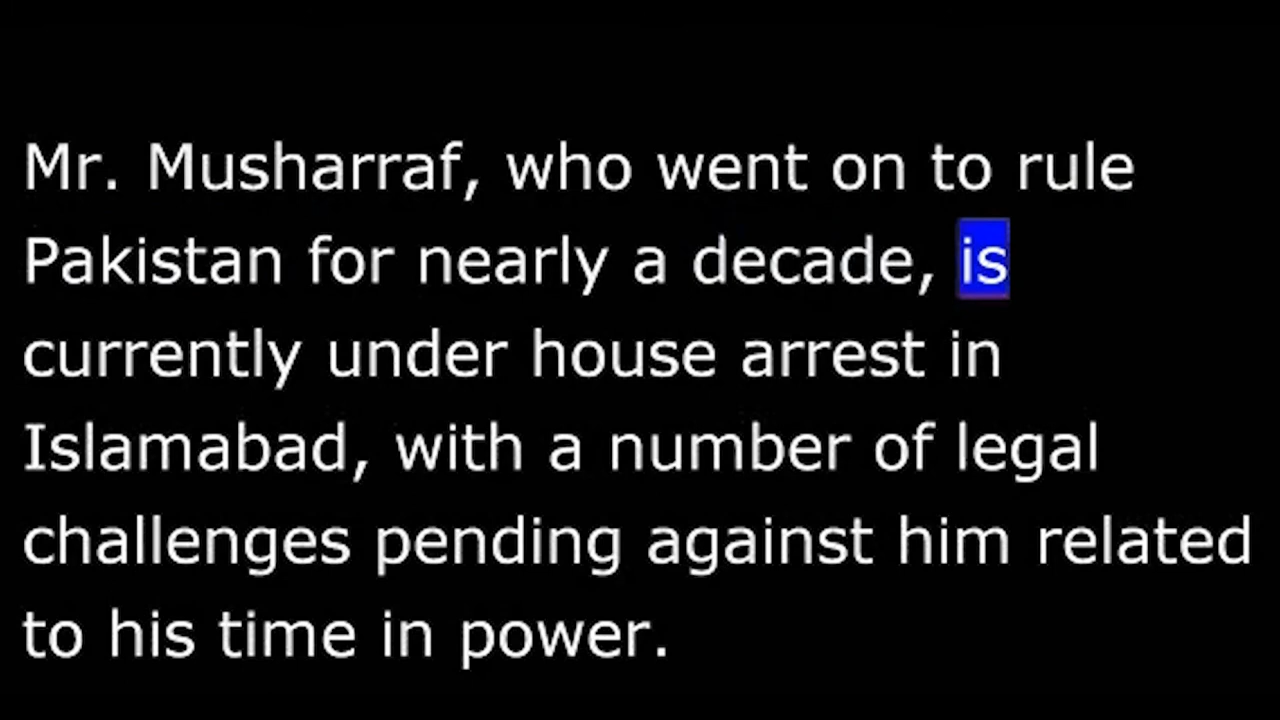 Mr. Musharraf, who went on to rule
Pakistan for nearly a decade, is
currently under house arrest in
Islamabad, with a number of legal
challenges pending against him related
to his time in power.